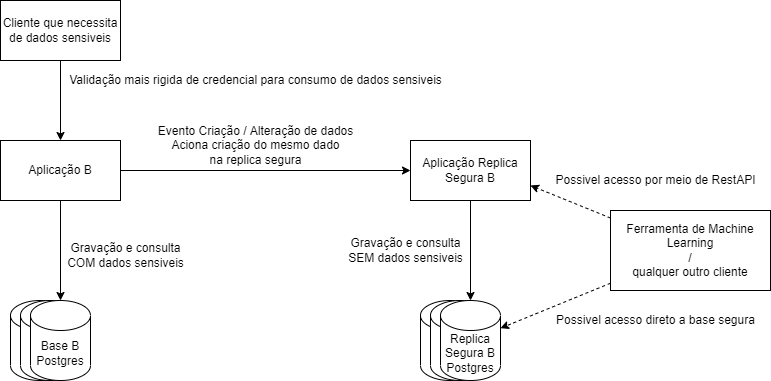 Cliente que necessita
de dados sensiveis
Validação mais rigida de credencial para consumo de dados sensiveis
Evento Criação / Alteração de dados
Aciona criação do mesmo dado
na replica segura
Aplicação B
Aplicação Replica
Segura B
Possivel acesso por meio de RestAPI
Ferramenta de Machine
Learning
/
qualquer outro cliente
Gravação e consulta
COM dados sensiveis
Gravação e consulta
SEM dados sensiveis
Possivel acesso direto a base segura
Base B
Postgres
Replica
Segura B
Postgres